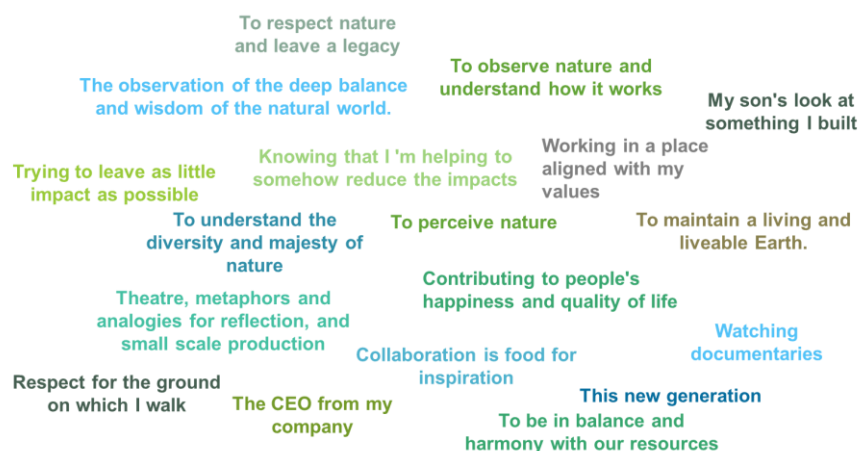 To respect nature
and leave a legacy
To observe nature and
understand how it works
The observation of the deep balance
and wisdom of the natural world.
My son's look at
something I built
Working in a place
aligned with my
values
Knowing that I 'm helping to
somehow reduce the impacts
Trying to leave as little
impact as possible
To understand the
diversity and majesty of
nature
To perceive nature
To maintain a living and
liveable Earth.
Contributing to people's
happiness and quality of life
Theatre, metaphors and
analogies for reflection, and
small scale production
Watching
documentaries
Collaboration is food for
inspiration
Respect for the ground
on which I walk
The CEO from my
company
This new generation
To be in balance and
harmony with our resources